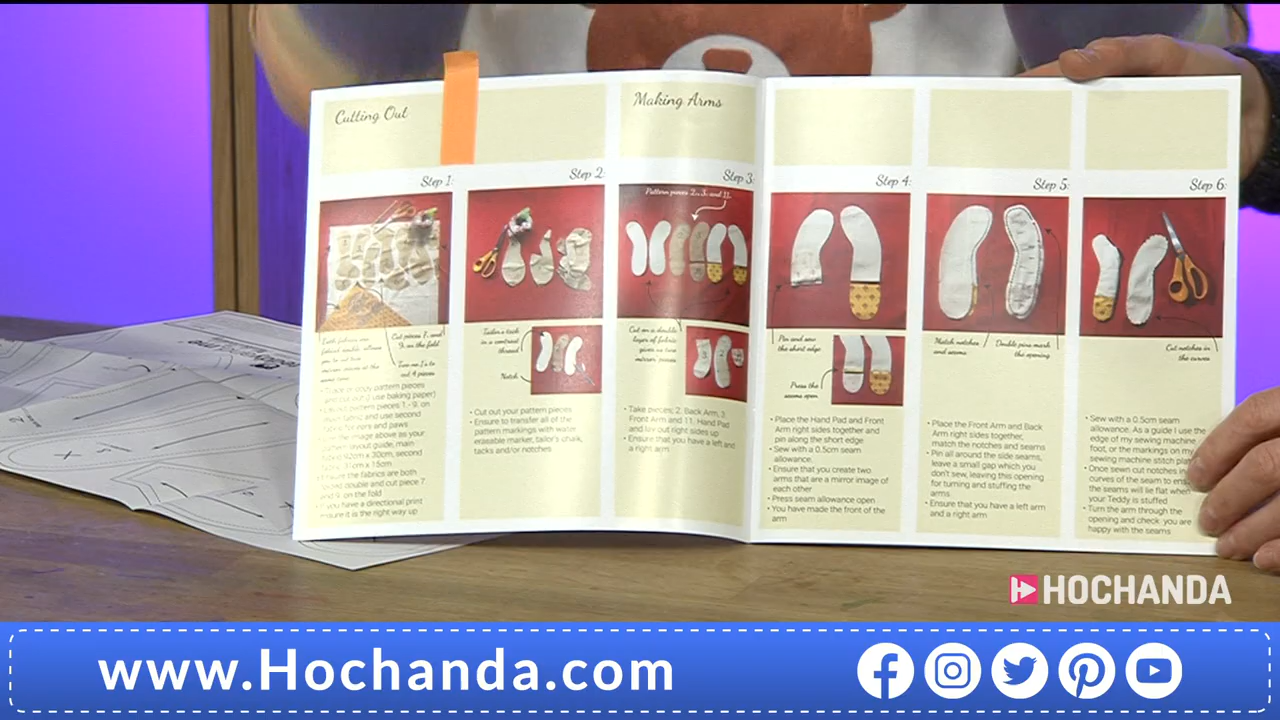 Cutting Out
Making Arms
Step 1:
Step 2:
Step 3:
Step 4:
Step 5:
Step 6:
Cut pieces 7. and
9. on the fold
Tailor's tack
in a contrast
thread
Notch
• Cut out your pattern pieces
• Ensure to transfer all of the
pattern markings with water
erasable marker, tailor's chalk,
tacks and/or notches
Pattern pieces 2. 3. and 11.
Cut on a double
layer of fabric
gives us two
mirror pieces
• Take pieces; 2. Back Arm, 3.
Front Arm and 11. Hand Pad
and lay out right sides up
• Ensure that you have a left and
a right arm
Pin and sew
the short edge
Press the
seams open
• Place the Hand Pad and Front
Arm right sides together and
pin along the short edge
• Sew with a 0.5cm seam
allowance.
• Ensure that you create two
arms that are a mirror image of
each other
• Press seam allowance open
• You have made the front of the
arm
Match notches
and seams
Double pins mark
the opening
• Place the Front Arm and Back
Arm right sides together,
match the notches and seams
• Pin all around the side seams,
leave a small gap which you
don't sew, leaving this opening
for turning and stuffing the
arms
• Ensure that you have a left arm
and a right arm
Cut notches in
the curves
• Sew with a 0.5cm seam
allowance. As a guide I use the
edge of my sewing machine
foot, or the markings on my
sewing machine stitch plate
• Once sewn cut notches in
curves of the seam to
the seams will lie flat when
your Teddy is stuffed
• Turn the arm through the
opening and check you are
happy with the seams
HOCHANDA
www.Hochanda.com